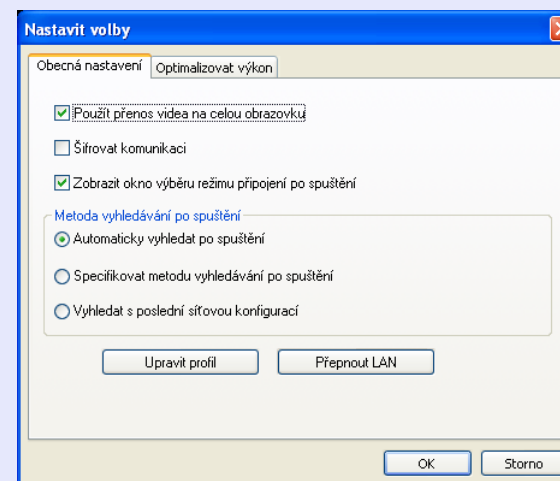 Nastavit volby
Obecná nastavení Optimalizovat výkon
Použít přenos videa na celou obrazovku
Šifrovat komunikaci
Zobrazit okno výběru režimu připojení po spuštění
Metoda vyhledávání po spuštění
Automaticky vyhledat po spuštění
Specifikovat metodu vyhledávání po spuštění
Vyhledat s poslední síťovou konfigurací
Upravit profil Přepnout LAN
OK Storno